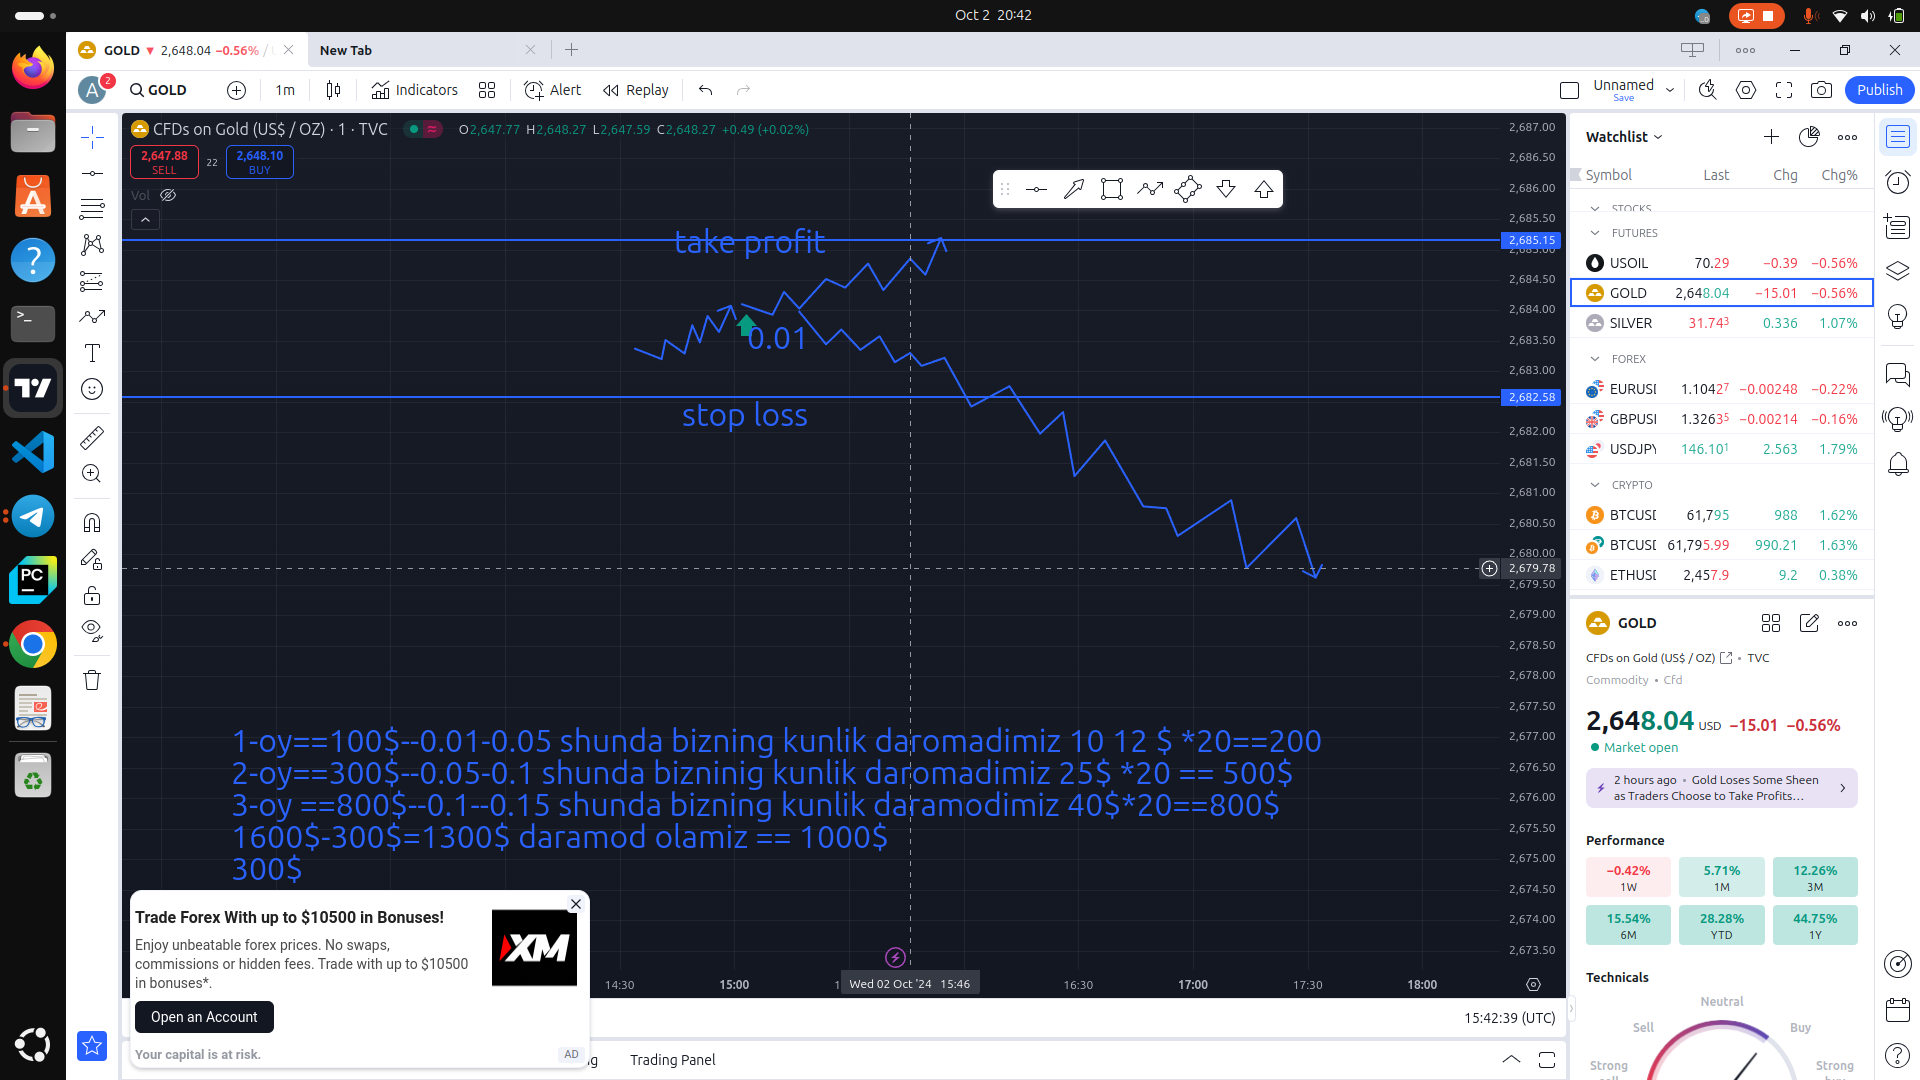 Oct 2 20:42
GOLD 2,648.04 −0.56% /
New Tab
A 2
GOLD 1m Indicators Alert Replay
Unnamed
Save
Publish
CFDs on Gold (US$ / OZ) · 1 · TVC O2,647.77 H2,648.27 L2,647.59 C2,648.27 +0.49 (+0.02%)
2,647.88
SELL
22
2,648.10
BUY
Vol
take profit
0.01
stop loss
1-oy==100$--0.01-0.05 shunda bizning kunlik daromadimiz 10 12 $ *20==200
2-oy==300$--0.05-0.1 shunda bizninig kunlik daromadimiz 25$ *20 == 500$
3-oy ==800$--0.1--0.15 shunda bizning kunlik daramodimiz 40$*20==800$
1600$-300$=1300$ daramod olamiz == 1000$
300$
2,687.00
2,686.50
2,686.00
2,685.50
2,685.15
2,685.00
2,684.50
2,684.00
2,683.50
2,683.00
2,682.58
2,682.00
2,681.50
2,681.00
2,680.50
2,680.00
2,679.78
2,679.50
2,679.00
2,678.50
2,678.00
2,677.50
2,677.00
2,676.50
2,676.00
2,675.50
2,675.00
2,674.50
2,674.00
2,673.50
14:30 15:00 Wed 02 Oct '24 15:46 16:30 17:00 17:30 18:00
15:42:39 (UTC)
Trading Panel
Trade Forex With up to $10500 in Bonuses!
Enjoy unbeatable forex prices. No swaps,
commissions or hidden fees. Trade with up to $10500
in bonuses*.
XM
Open an Account
Your capital is at risk.
AD
Watchlist
Symbol Last Chg Chg%
STOCKS
FUTURES
USOIL 70.29 −0.39 −0.56%
GOLD 2,648.04 −15.01 −0.56%
SILVER 31.743 0.336 1.07%
FOREX
EURUSD 1.10427 −0.00248 −0.22%
GBPUSD 1.32635 −0.00214 −0.16%
USDJPY 146.101 2.563 1.79%
CRYPTO
BTCUSD 61,795 988 1.62%
BTCUSD 61,795.99 990.21 1.63%
ETHUSD 2,457.9 9.2 0.38%
GOLD
CFDs on Gold (US$ / OZ) • TVC
Commodity • Cfd
2,648.04 USD −15.01 −0.56%
Market open
2 hours ago • Gold Loses Some Sheen
as Traders Choose to Take Profits…
Performance
−0.42%
1W
5.71%
1M
12.26%
3M
15.54%
6M
28.28%
YTD
44.75%
1Y
Technicals
Neutral
Sell
Buy
Strong
Strong